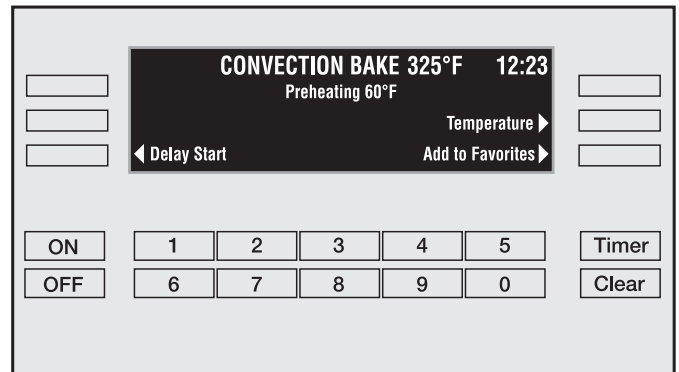 CONVECTION BAKE 325°F 12:23
Preheating 60°F
Temperature
Delay Start Add to Favorites
ON 1 2 3 4 5 Timer
OFF 6 7 8 9 0 Clear